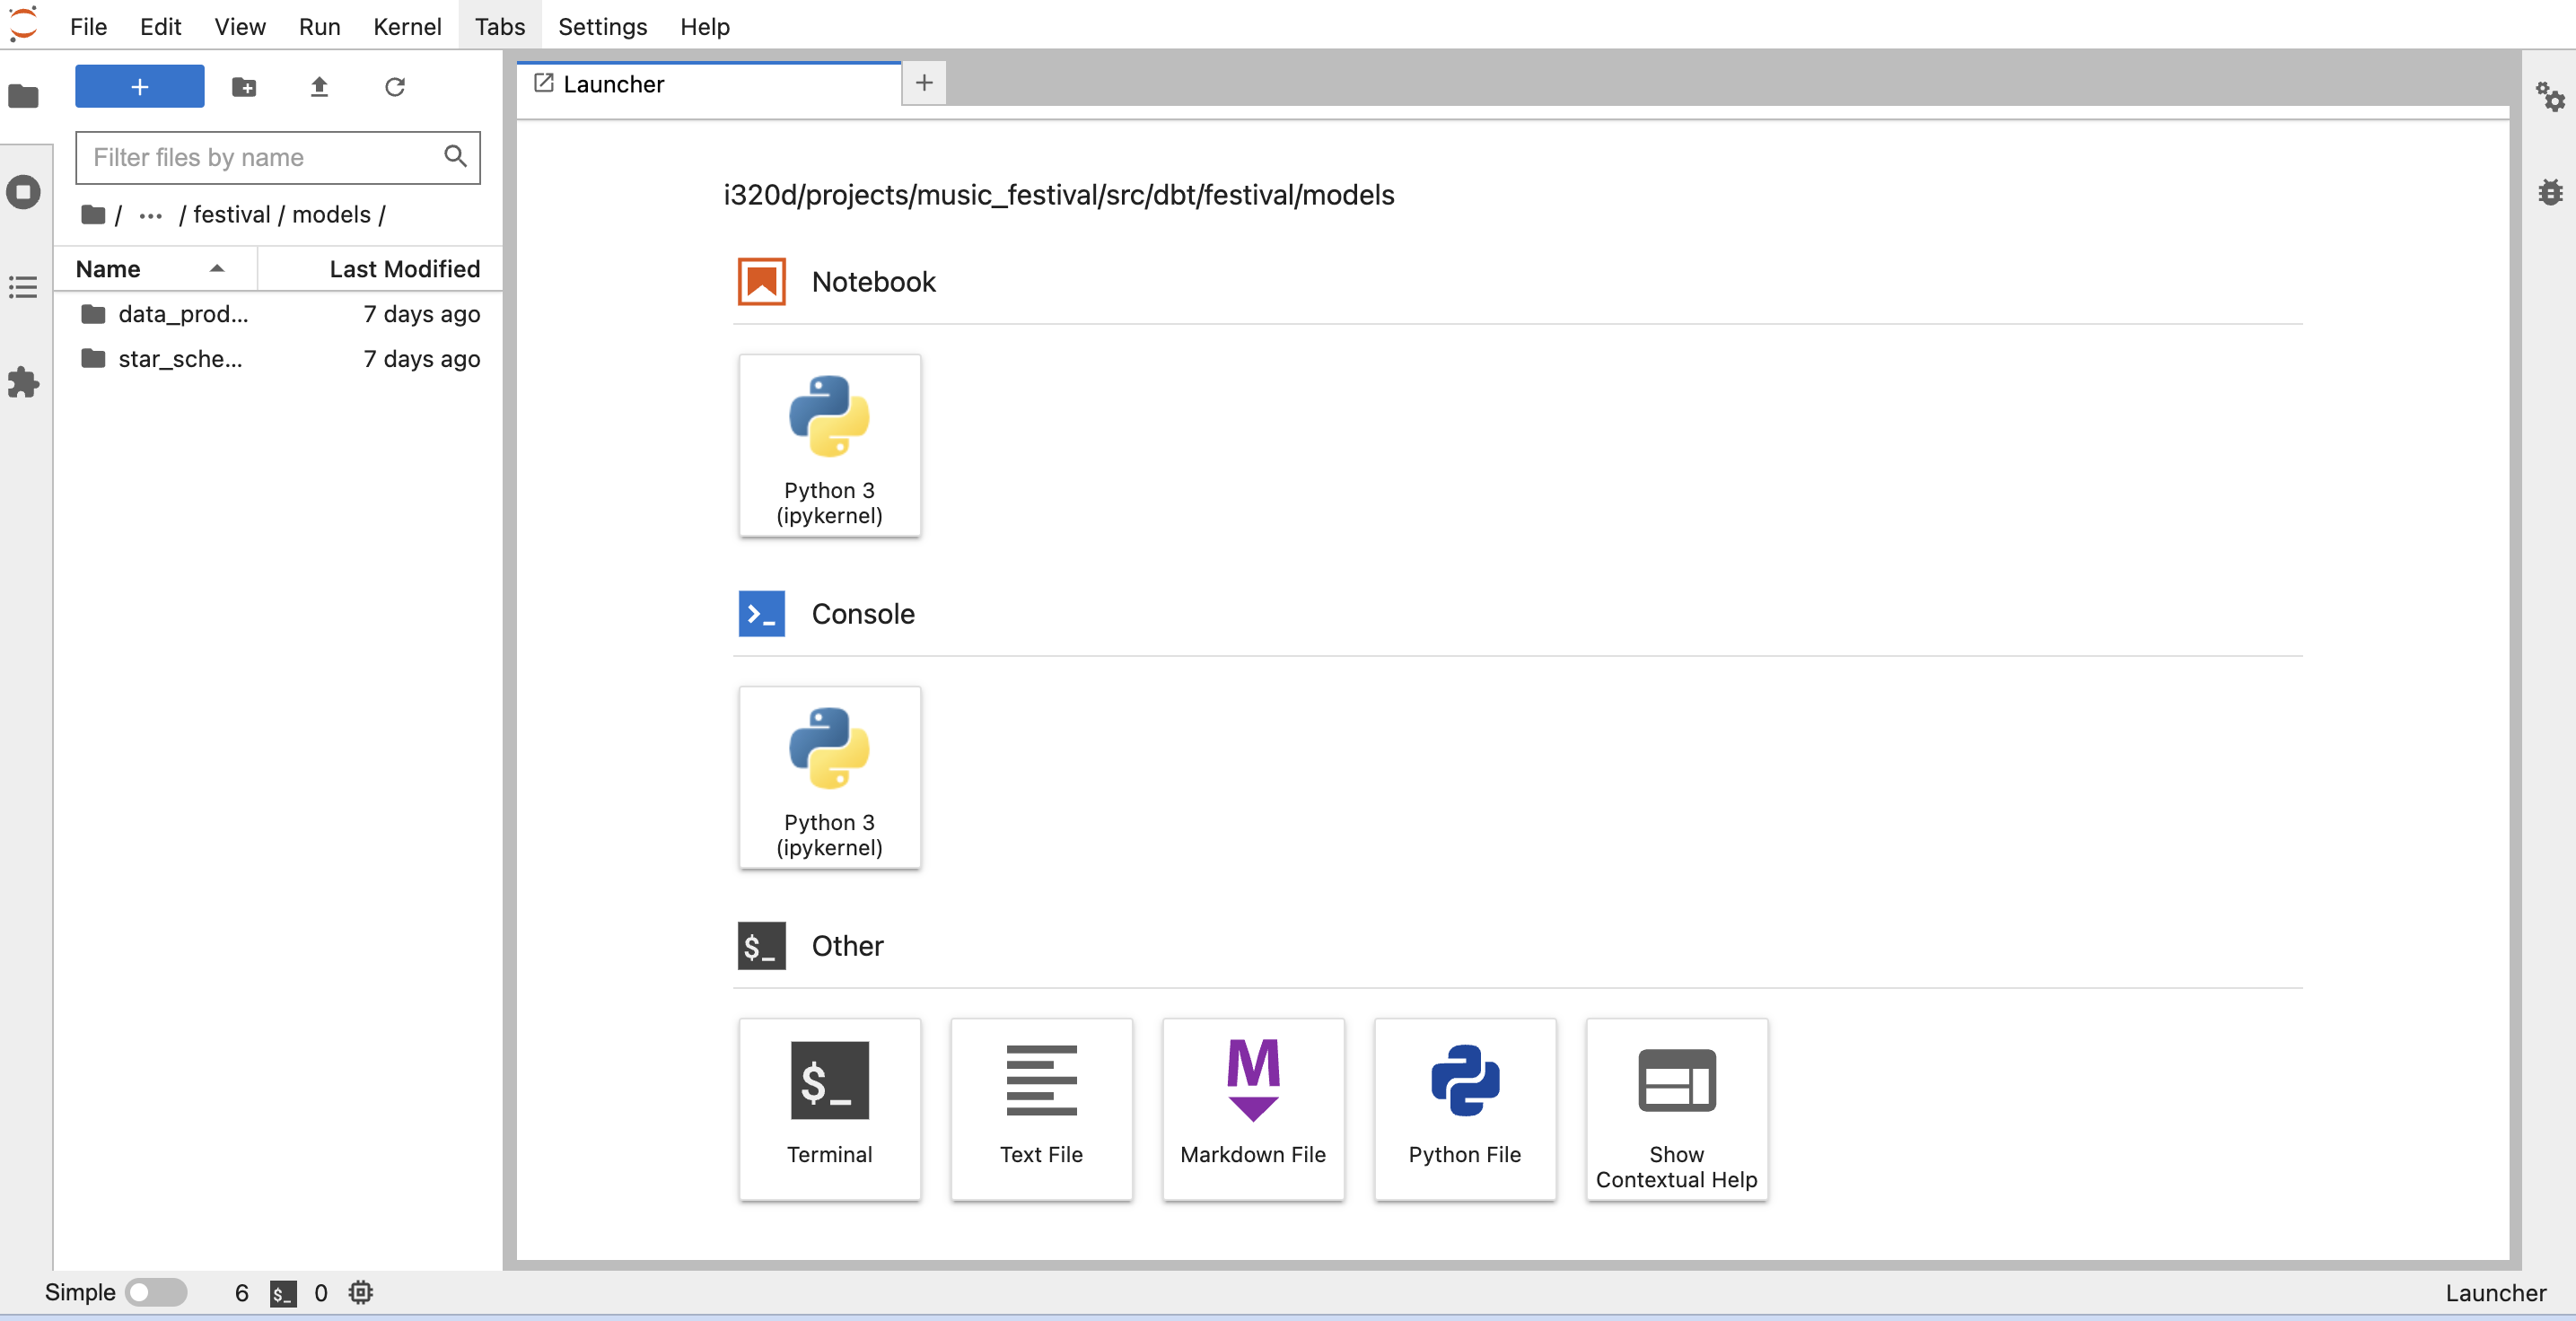 File Edit View Run Kernel Tabs Settings Help
+
Launcher
+
Filter files by name
/ ... / festival / models /
Name Last Modified
data_prod... 7 days ago
star_sche... 7 days ago
i320d/projects/music_festival/src/dbt/festival/models
Notebook
Python 3
(ipykernel)
>_ Console
Python 3
(ipykernel)
$_ Other
$_
Terminal
Text File
M
Markdown File
Python File
Show
Contextual Help
Simple 6 $_ 0
Launcher